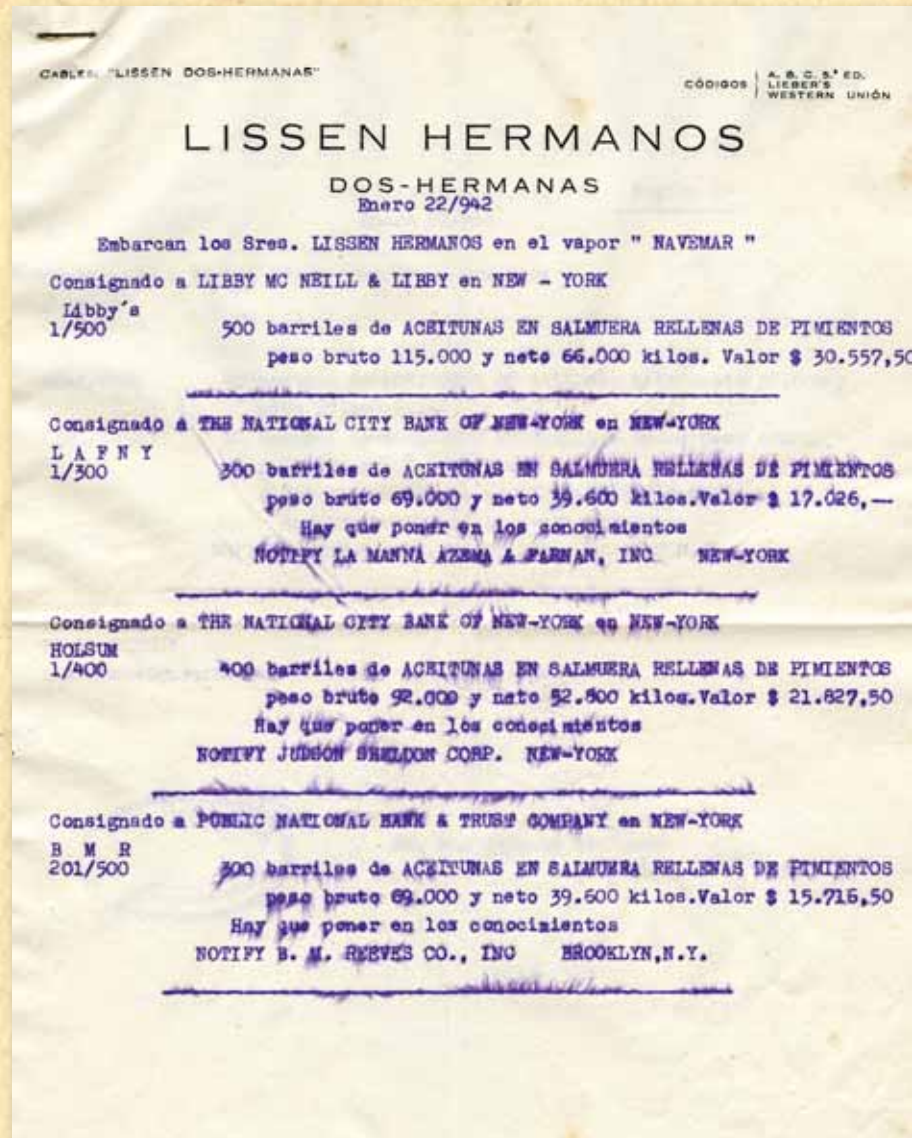 CABLES: "LISSEN DOS-HERMANAS"
CÓDIGOS A. B. C. 5.ª ED.
LIEBER'S
WESTERN UNIÓN
LISSEN HERMANOS
DOS-HERMANAS
Enero 22/942
Embarcan los Sres. LISSEN HERMANOS en el vapor " NAVEMAR "
Consignado a LIBBY MC NEILL & LIBBY en NEW - YORK
Libby's
1/500 500 barriles de ACEITUNAS EN SALMUERA RELLENAS DE PIMIENTOS
peso bruto 115.000 y neto 66.000 kilos. Valor $ 30.557,50
Consignado a THE NATIONAL CITY BANK OF NEW-YORK en NEW-YORK
L A F N Y
1/300 300 barriles de ACEITUNAS EN SALMUERA RELLENAS DE PIMIENTOS
peso bruto 69.000 y neto 39.600 kilos.Valor $ 17.026,—
Hay que poner en los conocimientos
NOTIFY LA MANNA AZEMA & FARNAN, INC NEW-YORK
Consignado a THE NATIONAL CITY BANK OF NEW-YORK en NEW-YORK
HOLSUM
1/400 400 barriles de ACEITUNAS EN SALMUERA RELLENAS DE PIMIENTOS
peso bruto 92.000 y neto 52.800 kilos.Valor $ 21.827,50
Hay que poner en los conocimientos
NOTIFY JUDSON SHELDON CORP. NEW-YORK
Consignado a PUBLIC NATIONAL BANK & TRUST COMPANY en NEW-YORK
B M R
201/500 300 barriles de ACEITUNAS EN SALMUERA RELLENAS DE PIMIENTOS
peso bruto 69.000 y neto 39.600 kilos.Valor $ 15.716,50
Hay que poner en los conocimientos
NOTIFY B. M. REEVES CO., INC BROOKLYN,N.Y.